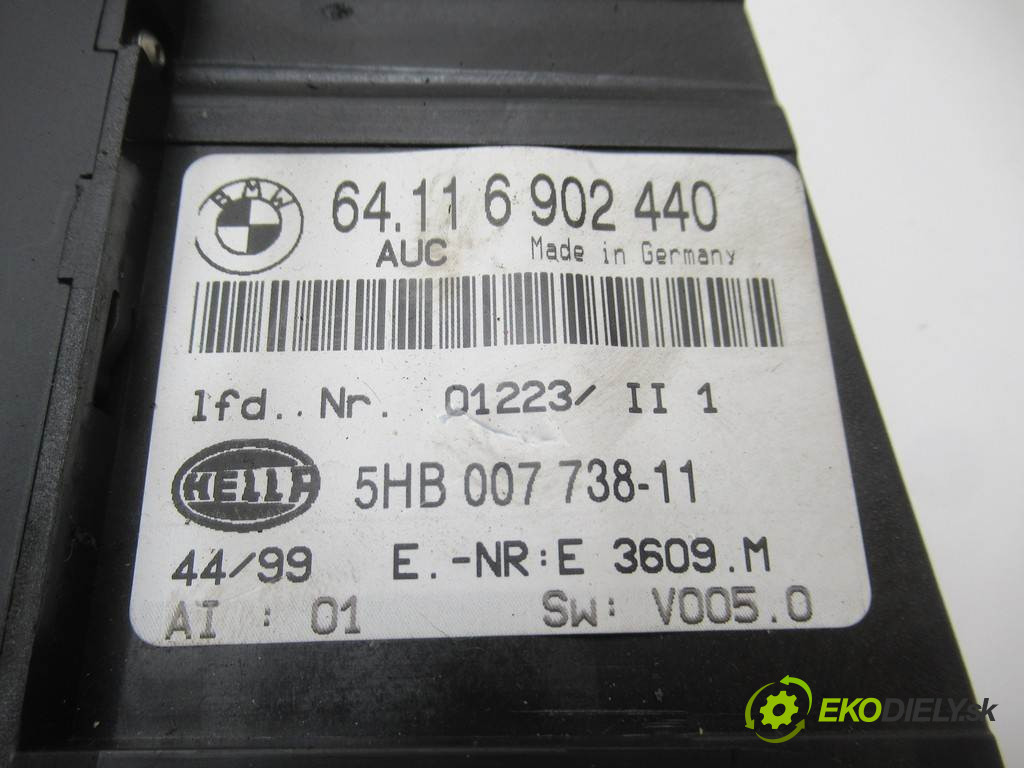 BMW
64.11 6 902 440
AUC Made in Germany
lfd.. Nr. 01223/ II 1
HELLA
5HB 007 738-11
44/99 E.-NR:E 3609.M
AI : 01 SW: V005.0
EKODIELY.sk